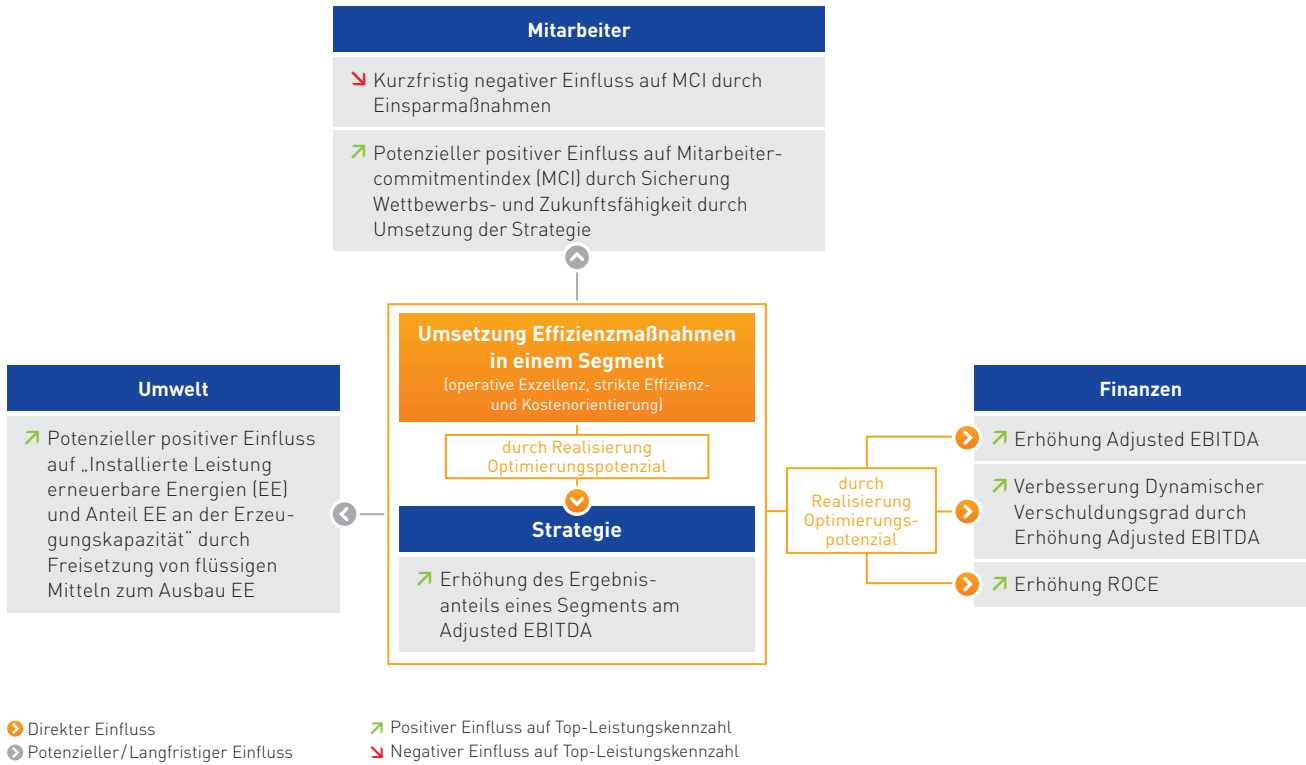 Mitarbeiter
Kurzfristig negativer Einfluss auf MCI durch
Einsparmaßnahmen
Potenzieller positiver Einfluss auf Mitarbeiter-
commitmentindex (MCI) durch Sicherung
Wettbewerbs- und Zukunftsfähigkeit durch
Umsetzung der Strategie
Umsetzung Effizienzmaßnahmen
in einem Segment
(operative Exzellenz, strikte Effizienz-
und Kostenorientierung)
durch Realisierung
Optimierungspotenzial
Strategie
Erhöhung des Ergebnis-
anteils eines Segments am
Adjusted EBITDA
Umwelt
Potenzieller positiver Einfluss
auf „Installierte Leistung
erneuerbare Energien (EE)
und Anteil EE an der Erzeu-
gungskapazität“ durch
Freisetzung von flüssigen
Mitteln zum Ausbau EE
durch
Realisierung
Optimierungs-
potenzial
Finanzen
Erhöhung Adjusted EBITDA
Verbesserung Dynamischer
Verschuldungsgrad durch
Erhöhung Adjusted EBITDA
Erhöhung ROCE
Direkter Einfluss
Potenzieller/Langfristiger Einfluss
Positiver Einfluss auf Top-Leistungskennzahl
Negativer Einfluss auf Top-Leistungskennzahl